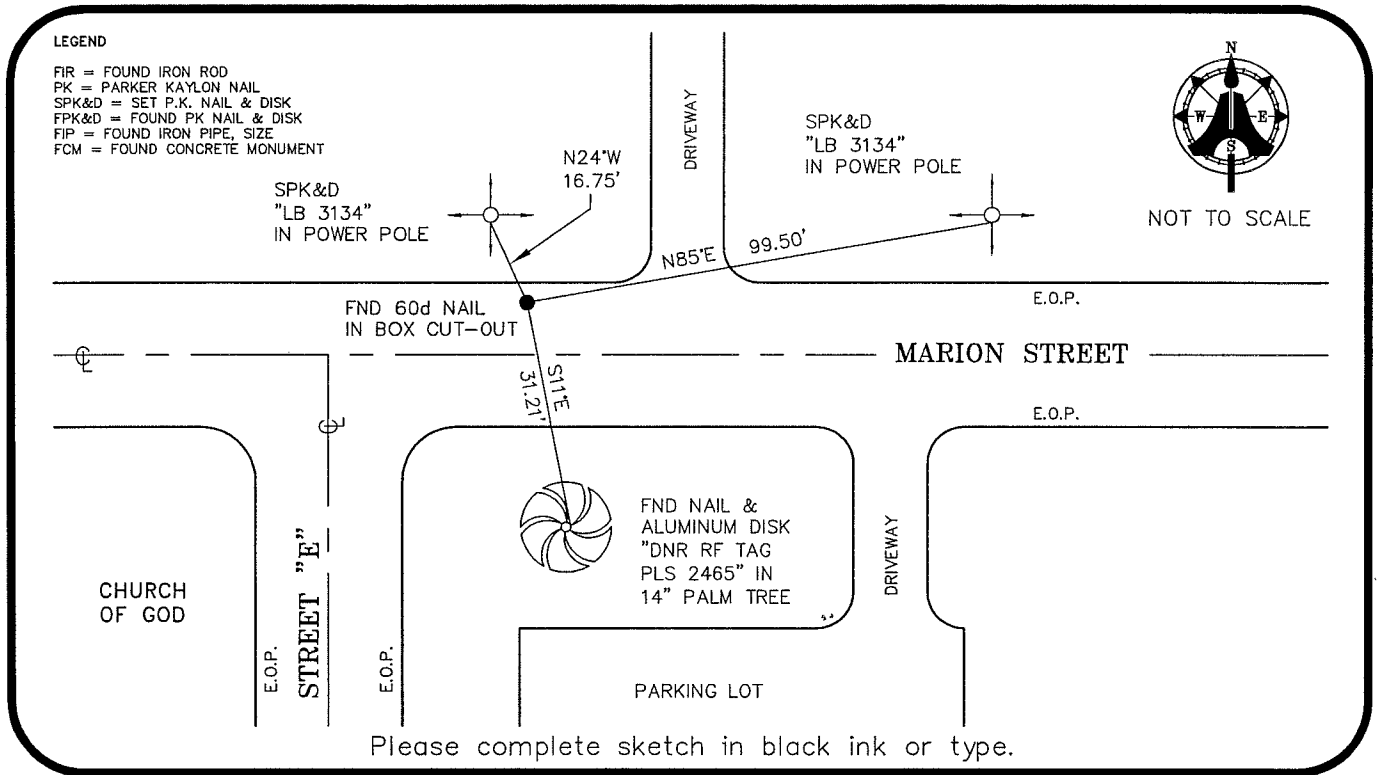 LEGEND
FIR = FOUND IRON ROD
PK = PARKER KAYLON NAIL
SPK&D = SET P.K. NAIL & DISK
FPK&D = FOUND PK NAIL & DISK
FIP = FOUND IRON PIPE, SIZE
FCM = FOUND CONCRETE MONUMENT
N
W
E
S
NOT TO SCALE
DRIVEWAY
SPK&D
"LB 3134"
IN POWER POLE
N24°W
16.75'
SPK&D
"LB 3134"
IN POWER POLE
N85°E 99.50'
FND 60d NAIL
IN BOX CUT-OUT
E.O.P.
MARION STREET
E.O.P.
S11°E
31.21'
FND NAIL &
ALUMINUM DISK
"DNR RF TAG
PLS 2465" IN
14" PALM TREE
DRIVEWAY
CHURCH
OF GOD
E.O.P.
STREET "E"
E.O.P.
PARKING LOT
Please complete sketch in black ink or type.